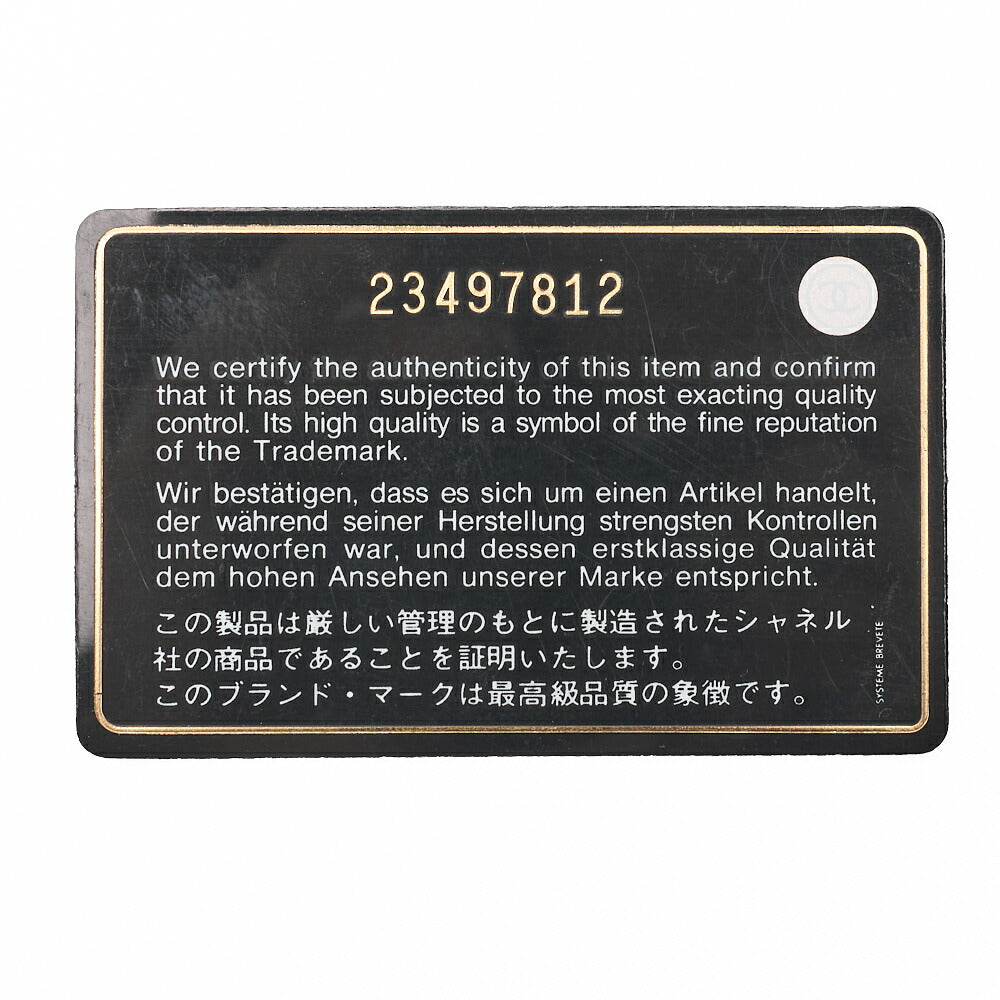 23497812
We certify the authenticity of this item and confirm
that it has been subjected to the most exacting quality
control. Its high quality is a symbol of the fine reputation
of the Trademark.
Wir bestätigen, dass es sich um einen Artikel handelt,
der während seiner Herstellung strengsten Kontrollen
unterworfen war, und dessen erstklassige Qualität
dem hohen Ansehen unserer Marke entspricht.
この製品は厳しい管理のもとに製造されたシャネル
社の商品であることを証明いたします。
このブランド・マークは最高級品質の象徴です。
SYSTEME BREVETE